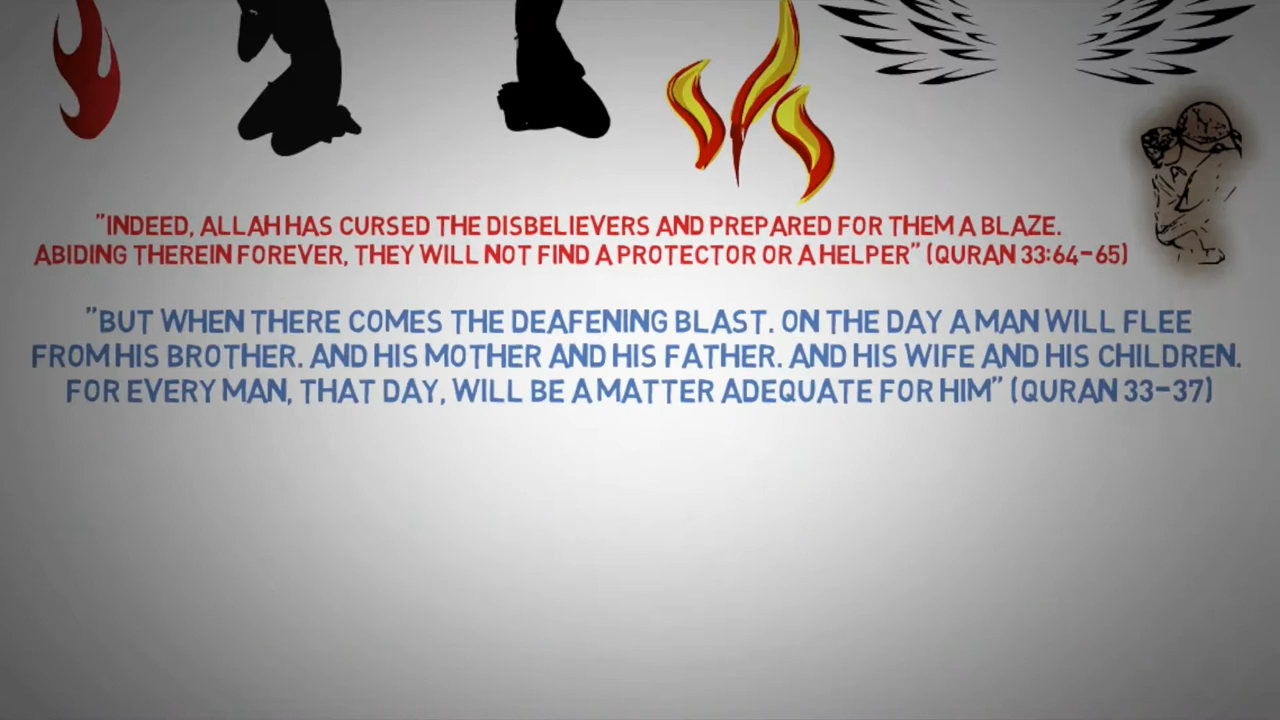 "INDEED, ALLAH HAS CURSED THE DISBELIEVERS AND PREPARED FOR THEM A BLAZE.
ABIDING THEREIN FOREVER, THEY WILL NOT FIND A PROTECTOR OR A HELPER" (QURAN 33:64-65)
"BUT WHEN THERE COMES THE DEAFENING BLAST. ON THE DAY A MAN WILL FLEE
FROM HIS BROTHER. AND HIS MOTHER AND HIS FATHER. AND HIS WIFE AND HIS CHILDREN.
FOR EVERY MAN, THAT DAY, WILL BE A MATTER ADEQUATE FOR HIM" (QURAN 33-37)